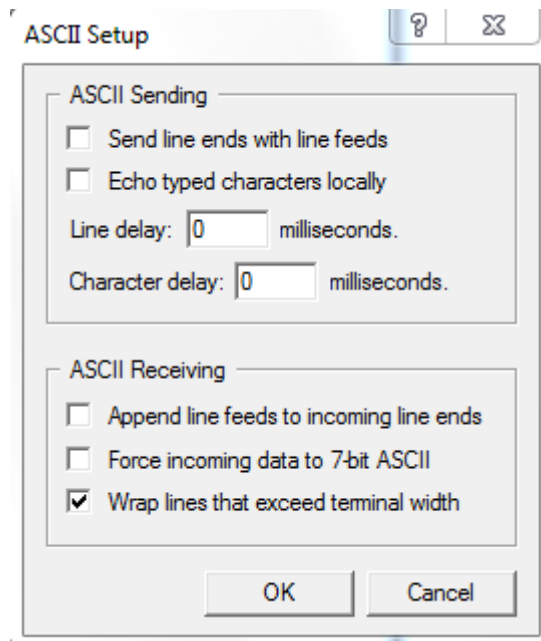 ASCII Setup
?
ASCII Sending
Send line ends with line feeds
Echo typed characters locally
Line delay: 0 milliseconds.
Character delay: 0 milliseconds.
ASCII Receiving
Append line feeds to incoming line ends
Force incoming data to 7-bit ASCII
Wrap lines that exceed terminal width
OK Cancel